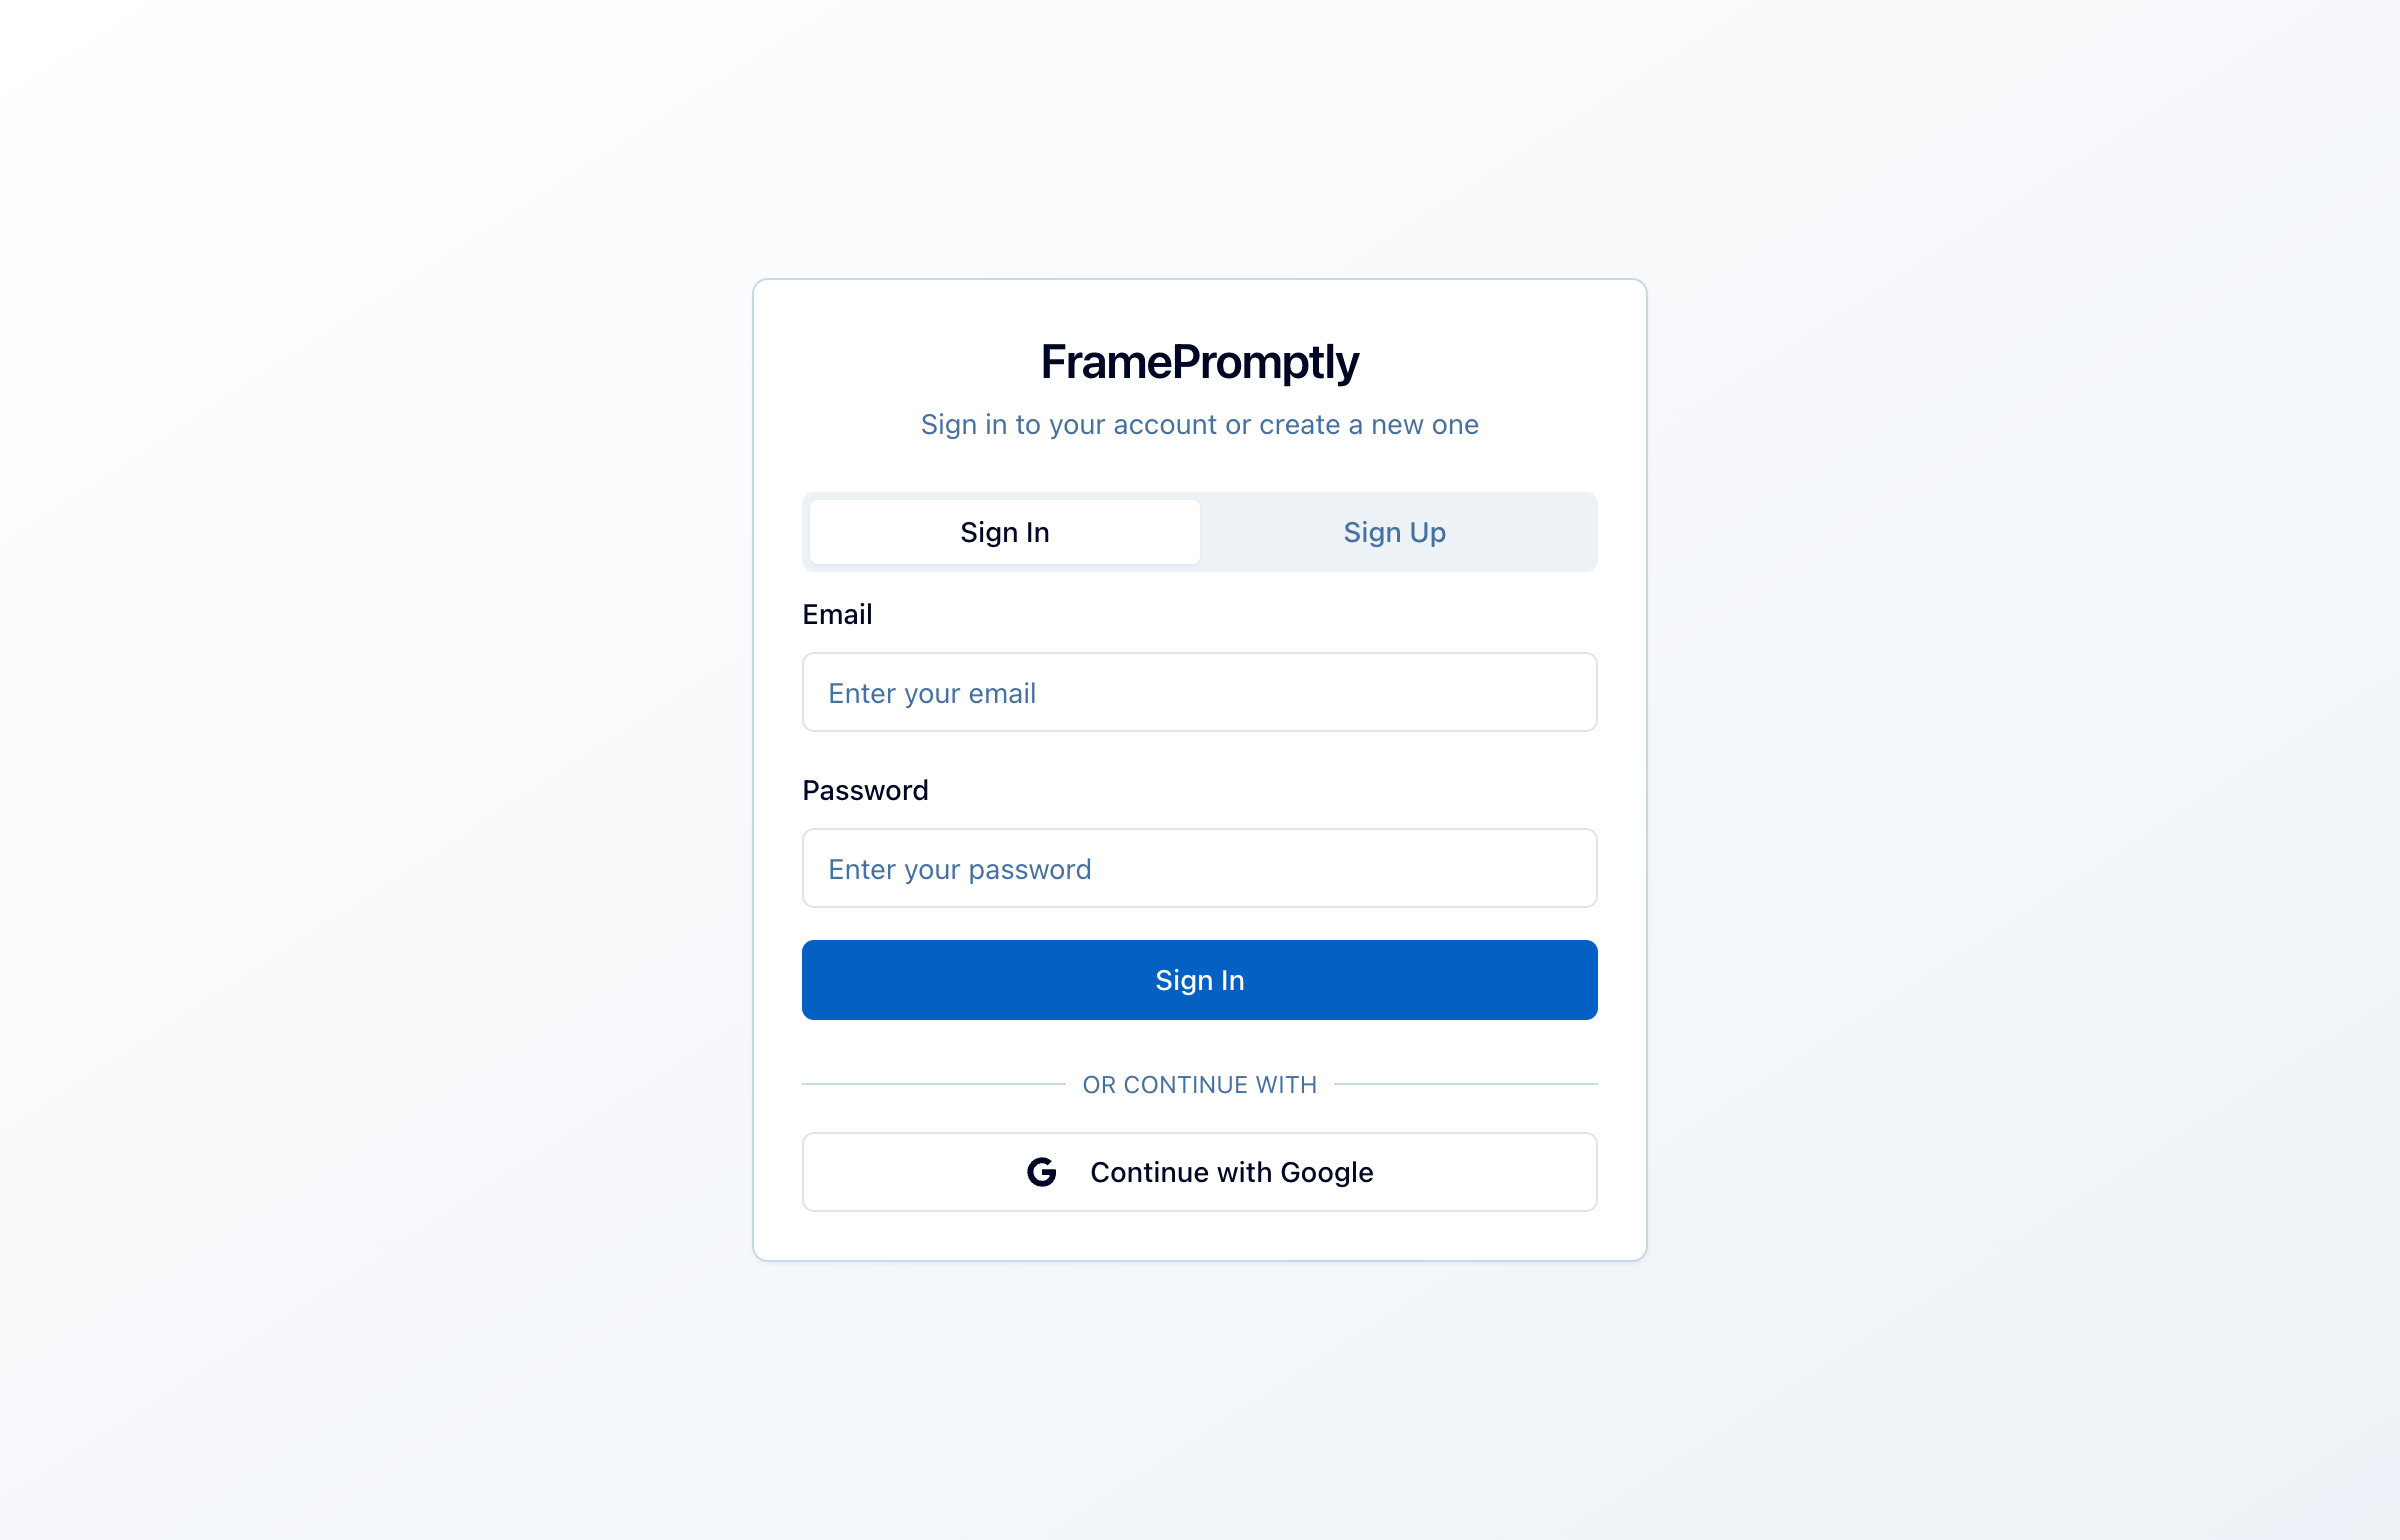 FramePromptly
Sign in to your account or create a new one
Sign In
Sign Up
Email
Enter your email
Password
Enter your password
Sign In
OR CONTINUE WITH
Continue with Google